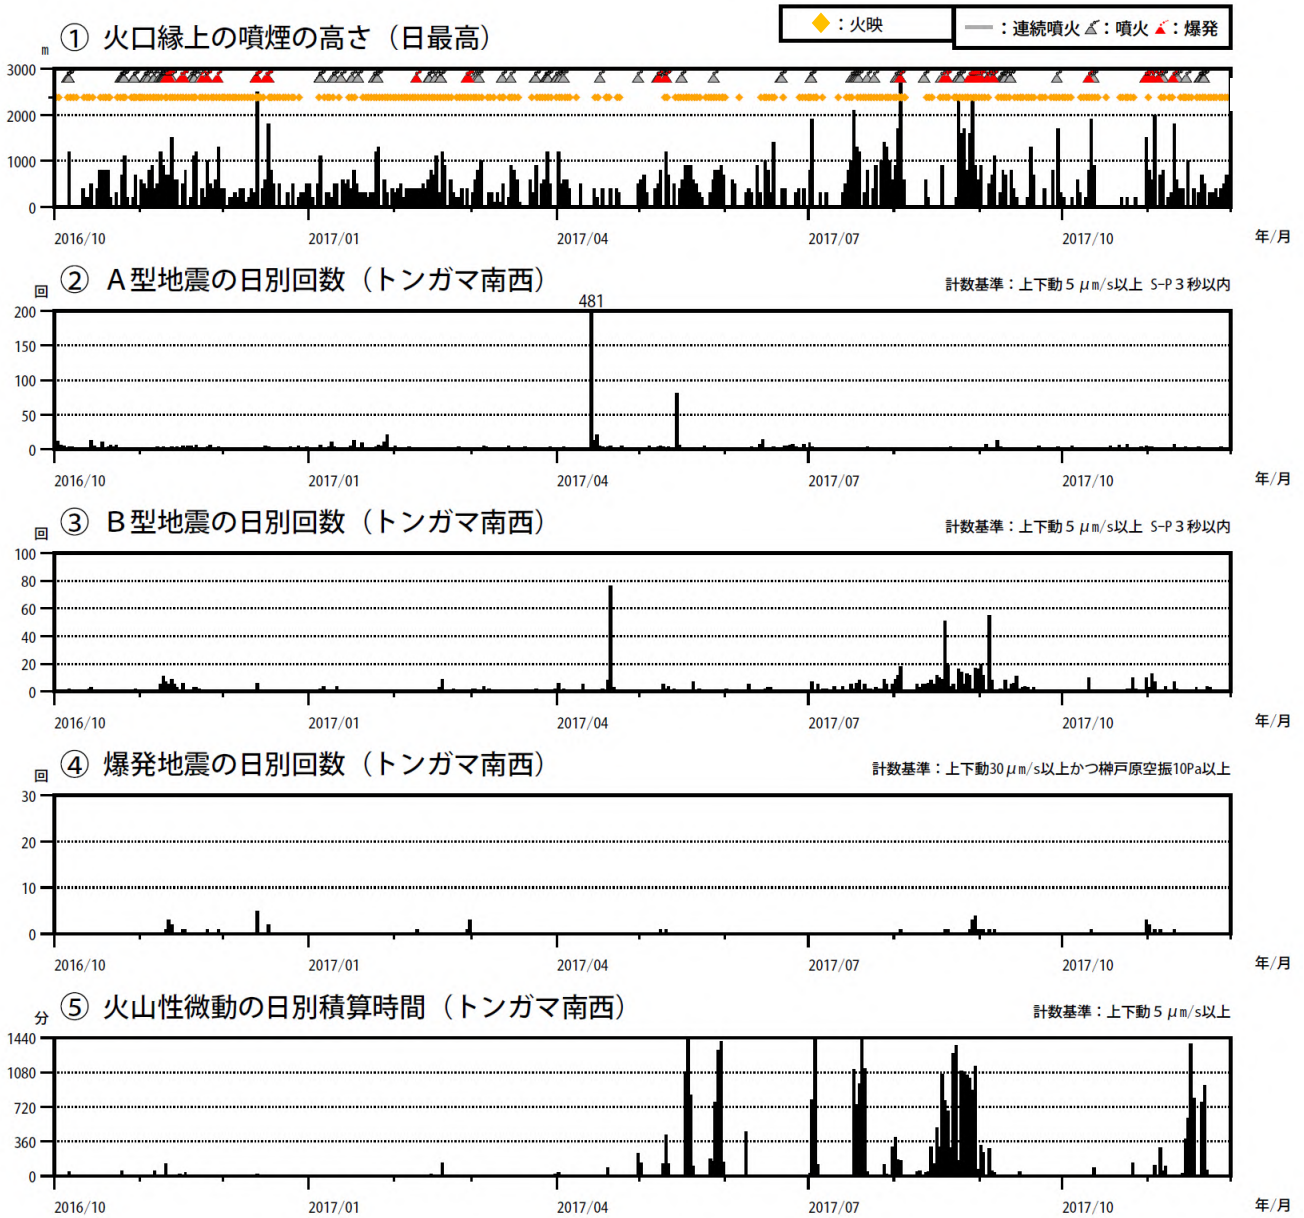 ：火映
：連続噴火 ：噴火 ：爆発
① 火口縁上の噴煙の高さ（日最高）
m
3000
2000
1000
0
2016/10 2017/01 2017/04 2017/07 2017/10 年/月
② Ａ型地震の日別回数（トンガマ南西） 計数基準：上下動５μm/s以上 S-P３秒以内
回
481
200
150
100
50
0
2016/10 2017/01 2017/04 2017/07 2017/10 年/月
③ Ｂ型地震の日別回数（トンガマ南西） 計数基準：上下動５μm/s以上 S-P３秒以内
回
100
80
60
40
20
0
2016/10 2017/01 2017/04 2017/07 2017/10 年/月
④ 爆発地震の日別回数（トンガマ南西） 計数基準：上下動30μm/s以上かつ榊戸原空振10Pa以上
回
30
20
10
0
2016/10 2017/01 2017/04 2017/07 2017/10 年/月
⑤ 火山性微動の日別積算時間（トンガマ南西） 計数基準：上下動５μm/s以上
分
1440
1080
720
360
0
2016/10 2017/01 2017/04 2017/07 2017/10 年/月